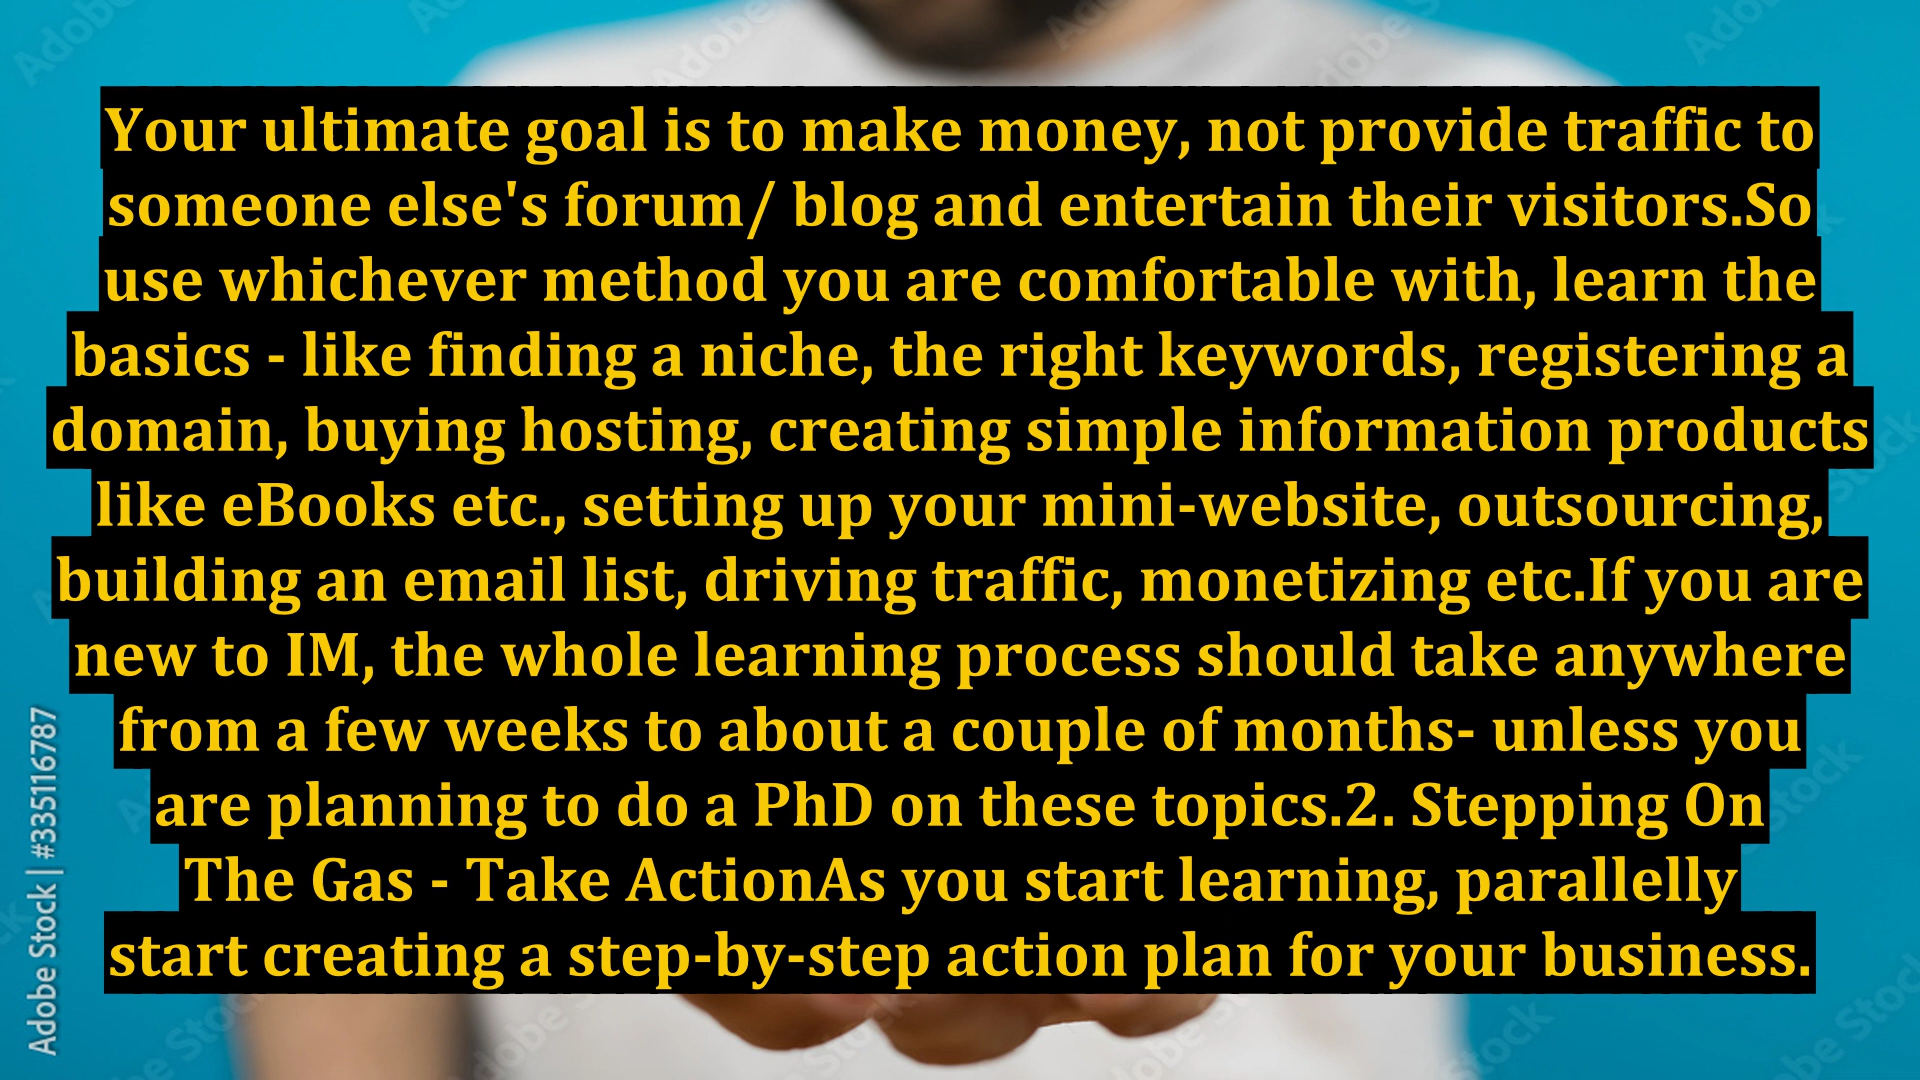 Your ultimate goal is to make money, not provide traffic to
someone else's forum/ blog and entertain their visitors.So
use whichever method you are comfortable with, learn the
basics - like finding a niche, the right keywords, registering a
domain, buying hosting, creating simple information products
like eBooks etc., setting up your mini-website, outsourcing,
building an email list, driving traffic, monetizing etc.If you are
new to IM, the whole learning process should take anywhere
from a few weeks to about a couple of months- unless you
are planning to do a PhD on these topics.2. Stepping On
The Gas - Take ActionAs you start learning, parallelly
start creating a step-by-step action plan for your business.
Adobe Stock | #335116787